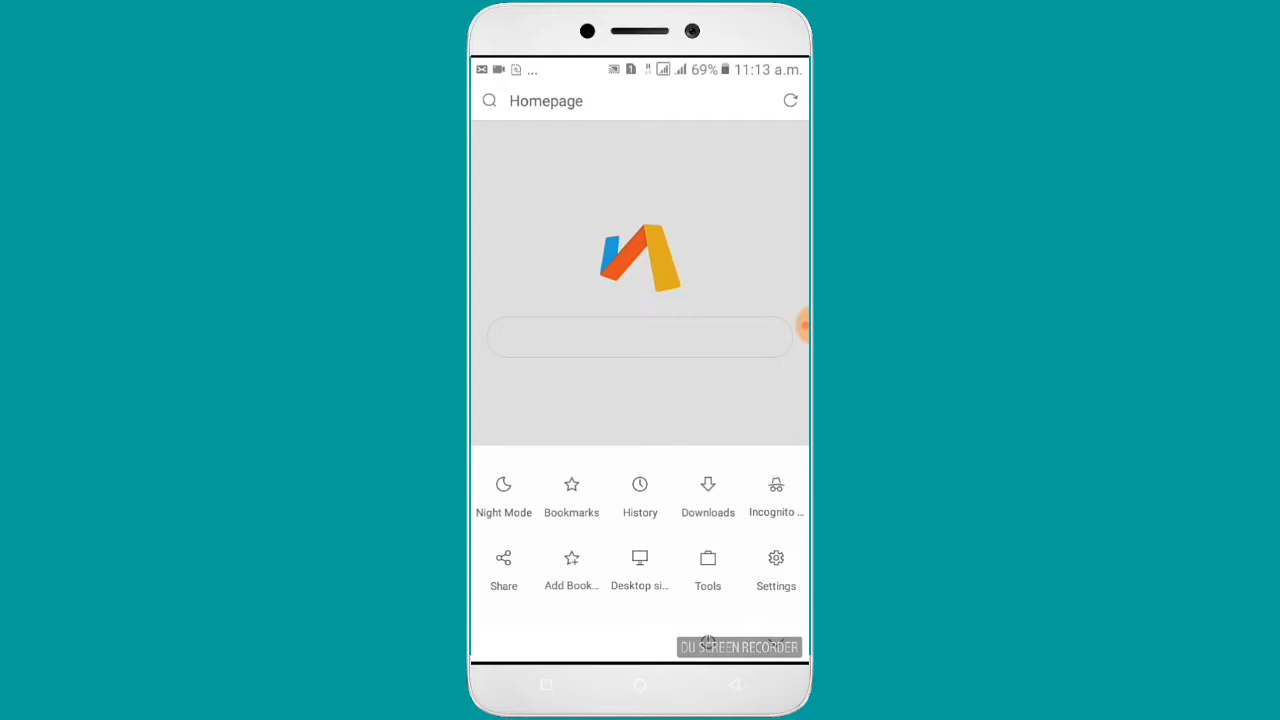 ... 1 69% 11:13 a.m.
Homepage
Night Mode Bookmarks History Downloads Incognito ...
Share Add Book... Desktop si... Tools Settings
DU SCREEN RECORDER